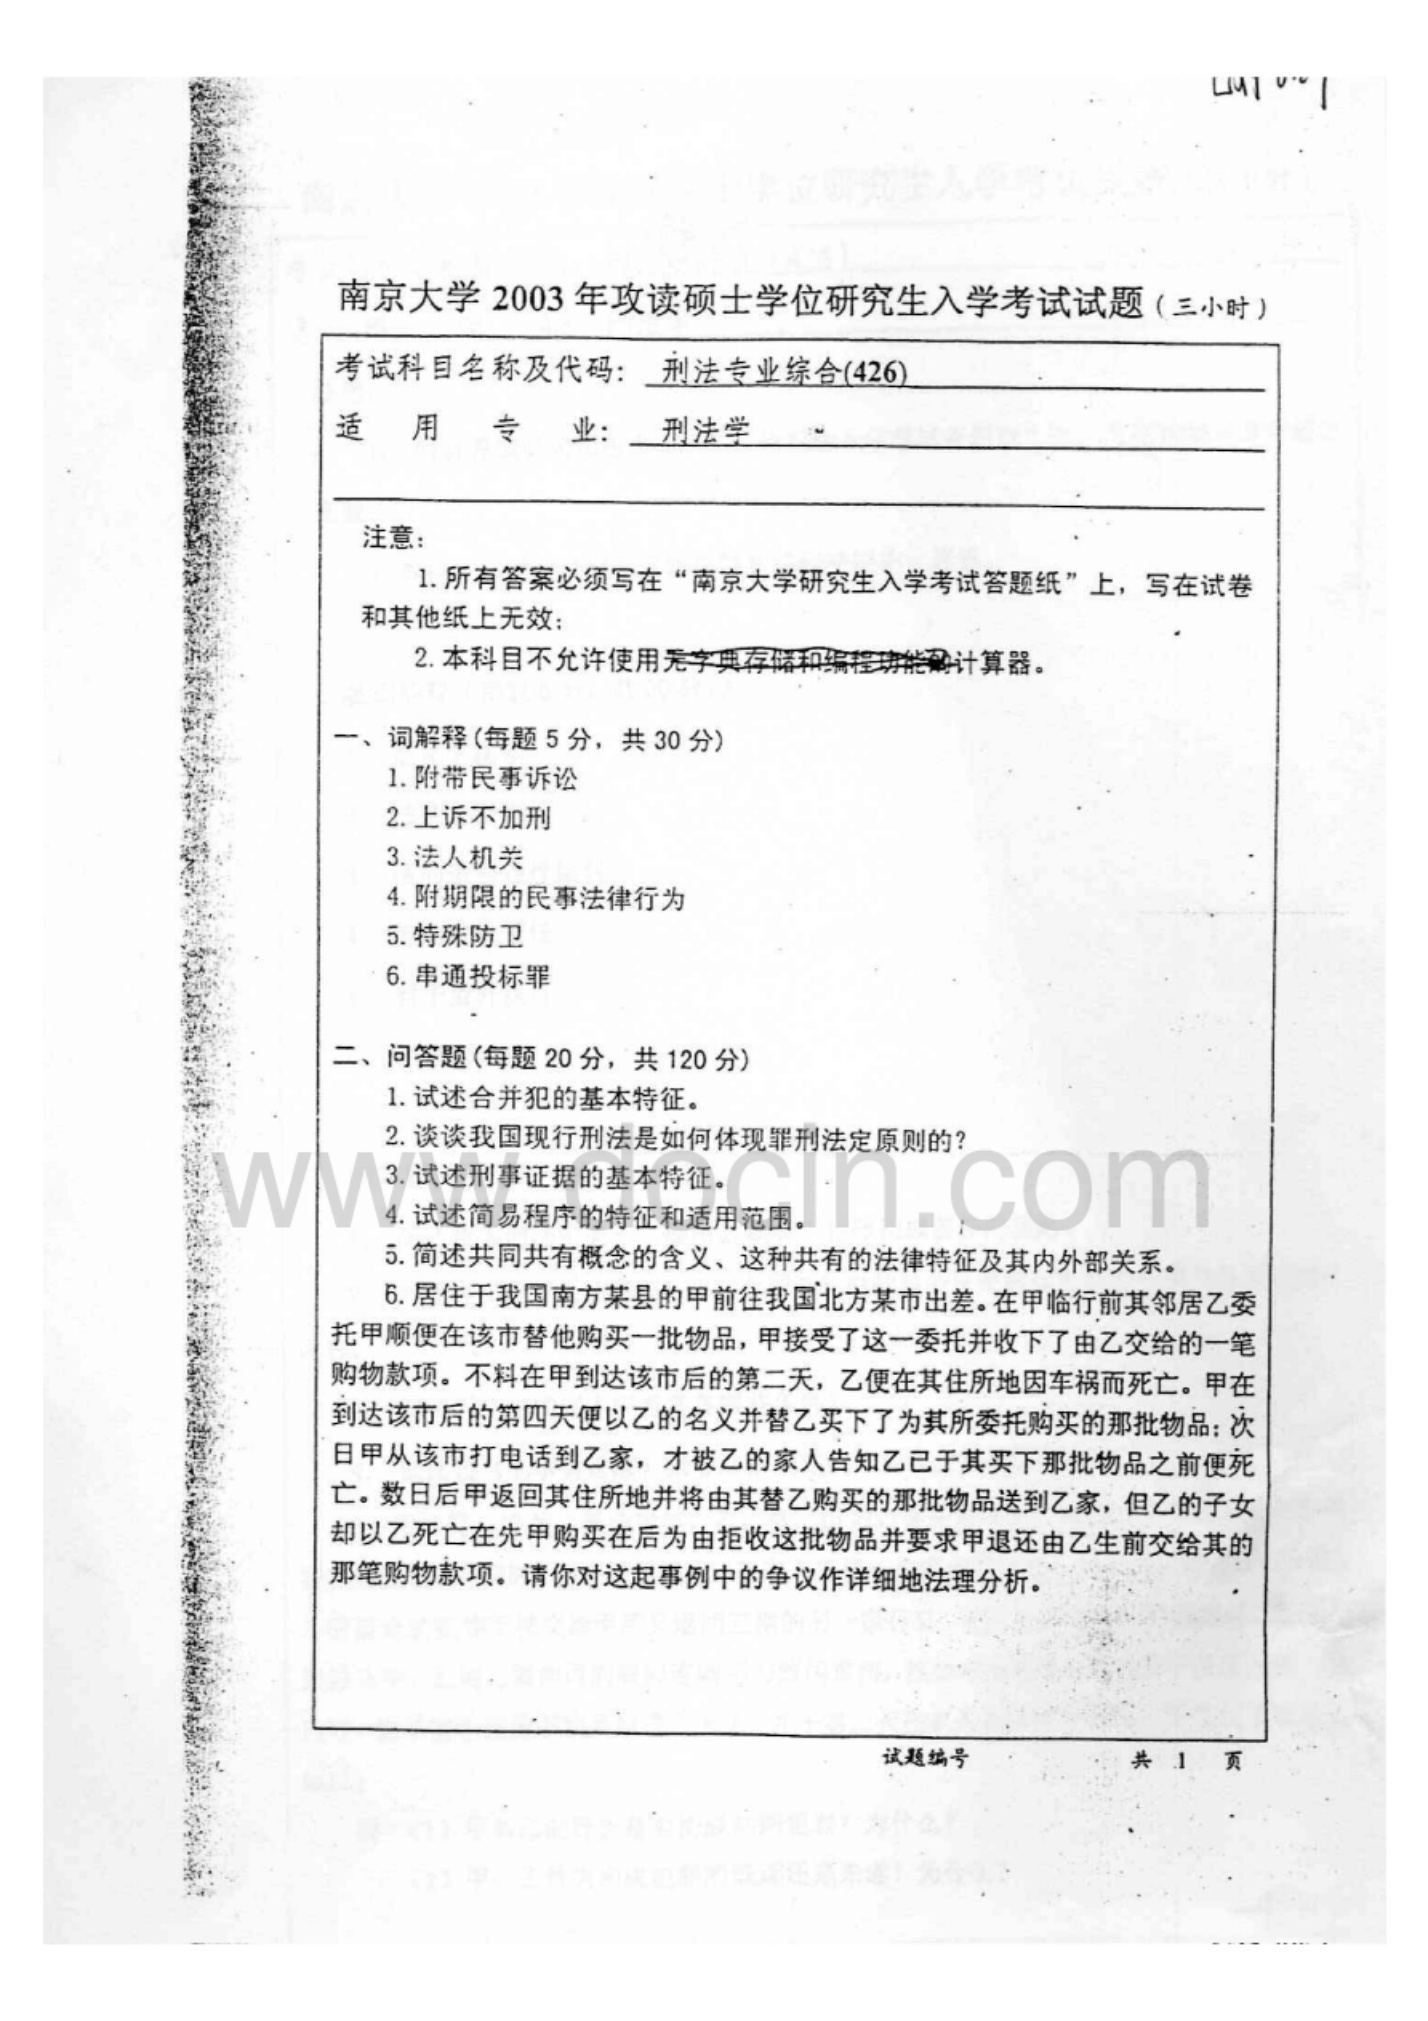 南京大学 2003 年攻读硕士学位研究生入学考试试题(三小时)
考试科目名称及代码: 刑法专业综合(426)
适 用 专 业: 刑法学
注意:
1.所有答案必须写在“南京大学研究生入学考试答题纸”上，写在试卷
和其他纸上无效;
2.本科目不允许使用无字典存储和编程功能的计算器。
一、词解释(每题 5 分，共 30 分)
1.附带民事诉讼
2.上诉不加刑
3.法人机关
4.附期限的民事法律行为
5.特殊防卫
6.串通投标罪
二、问答题(每题 20 分，共 120 分)
1.试述合并犯的基本特征。
2.谈谈我国现行刑法是如何体现罪刑法定原则的?
www.docin.com
3.试述刑事证据的基本特征。
4.试述简易程序的特征和适用范围。
5.简述共同共有概念的含义、这种共有的法律特征及其内外部关系。
6.居住于我国南方某县的甲前往我国北方某市出差。在甲临行前其邻居乙委
托甲顺便在该市替他购买一批物品，甲接受了这一委托并收下了由乙交给的一笔
购物款项。不料在甲到达该市后的第二天，乙便在其住所地因车祸而死亡。甲在
到达该市后的第四天便以乙的名义并替乙买下了为其所委托购买的那批物品;次
日甲从该市打电话到乙家，才被乙的家人告知乙已于其买下那批物品之前便死
亡。数日后甲返回其住所地并将由其替乙购买的那批物品送到乙家，但乙的子女
却以乙死亡在先甲购买在后为由拒收这批物品并要求甲退还由乙生前交给其的
那笔购物款项。请你对这起事例中的争议作详细地法理分析。
试题编号 共 1 页